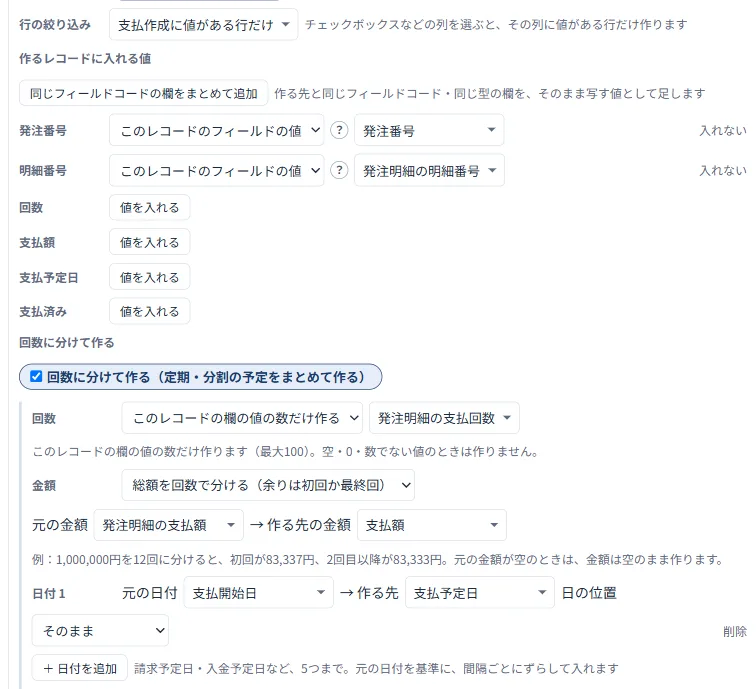 行の絞り込み 支払作成に値がある行だけ チェックボックスなどの列を選ぶと、その列に値がある行だけ作ります
作るレコードに入れる値
同じフィールドコードの欄をまとめて追加 作る先と同じフィールドコード・同じ型の欄を、そのまま写す値として足します
発注番号 このレコードのフィールドの値 ? 発注番号 入れない
明細番号 このレコードのフィールドの値 ? 発注明細の明細番号 入れない
回数 値を入れる
支払額 値を入れる
支払予定日 値を入れる
支払済み 値を入れる
回数に分けて作る
回数に分けて作る（定期・分割の予定をまとめて作る）
回数 このレコードの欄の値の数だけ作る 発注明細の支払回数
このレコードの欄の値の数だけ作ります（最大100）。空・0・数でない値のときは作りません。
金額 総額を回数で分ける（余りは初回か最終回）
元の金額 発注明細の支払額 → 作る先の金額 支払額
例：1,000,000円を12回に分けると、初回が83,337円、2回目以降が83,333円。元の金額が空のときは、金額は空のまま作ります。
日付 1 元の日付 支払開始日 → 作る先 支払予定日 日の位置
そのまま 削除
＋ 日付を追加 請求予定日・入金予定日など、5つまで。元の日付を基準に、間隔ごとにずらして入れます